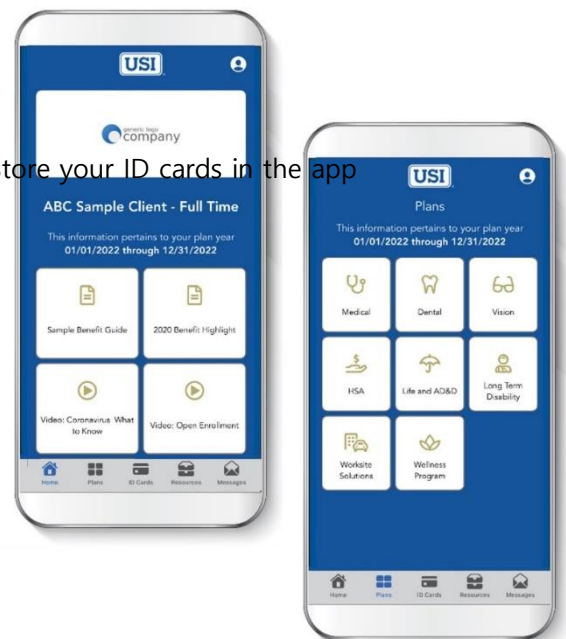 USI
generic logo
company
store your ID cards in the app
ABC Sample Client - Full Time
This information pertains to your plan year
01/01/2022 through 12/31/2022
Sample Benefit Guide
2020 Benefit Highlight
Video: Coronavirus What
to Know
Video: Open Enrollment
Home
Plans
ID Cards
Resources
Messages
USI
Plans
This information pertains to your plan year
01/01/2022 through 12/31/2022
Medical
Dental
Vision
HSA
Life and AD&D
Long Term
Disability
Worksite
Solutions
Wellness
Program
Home
Plans
ID Cards
Resources
Messages